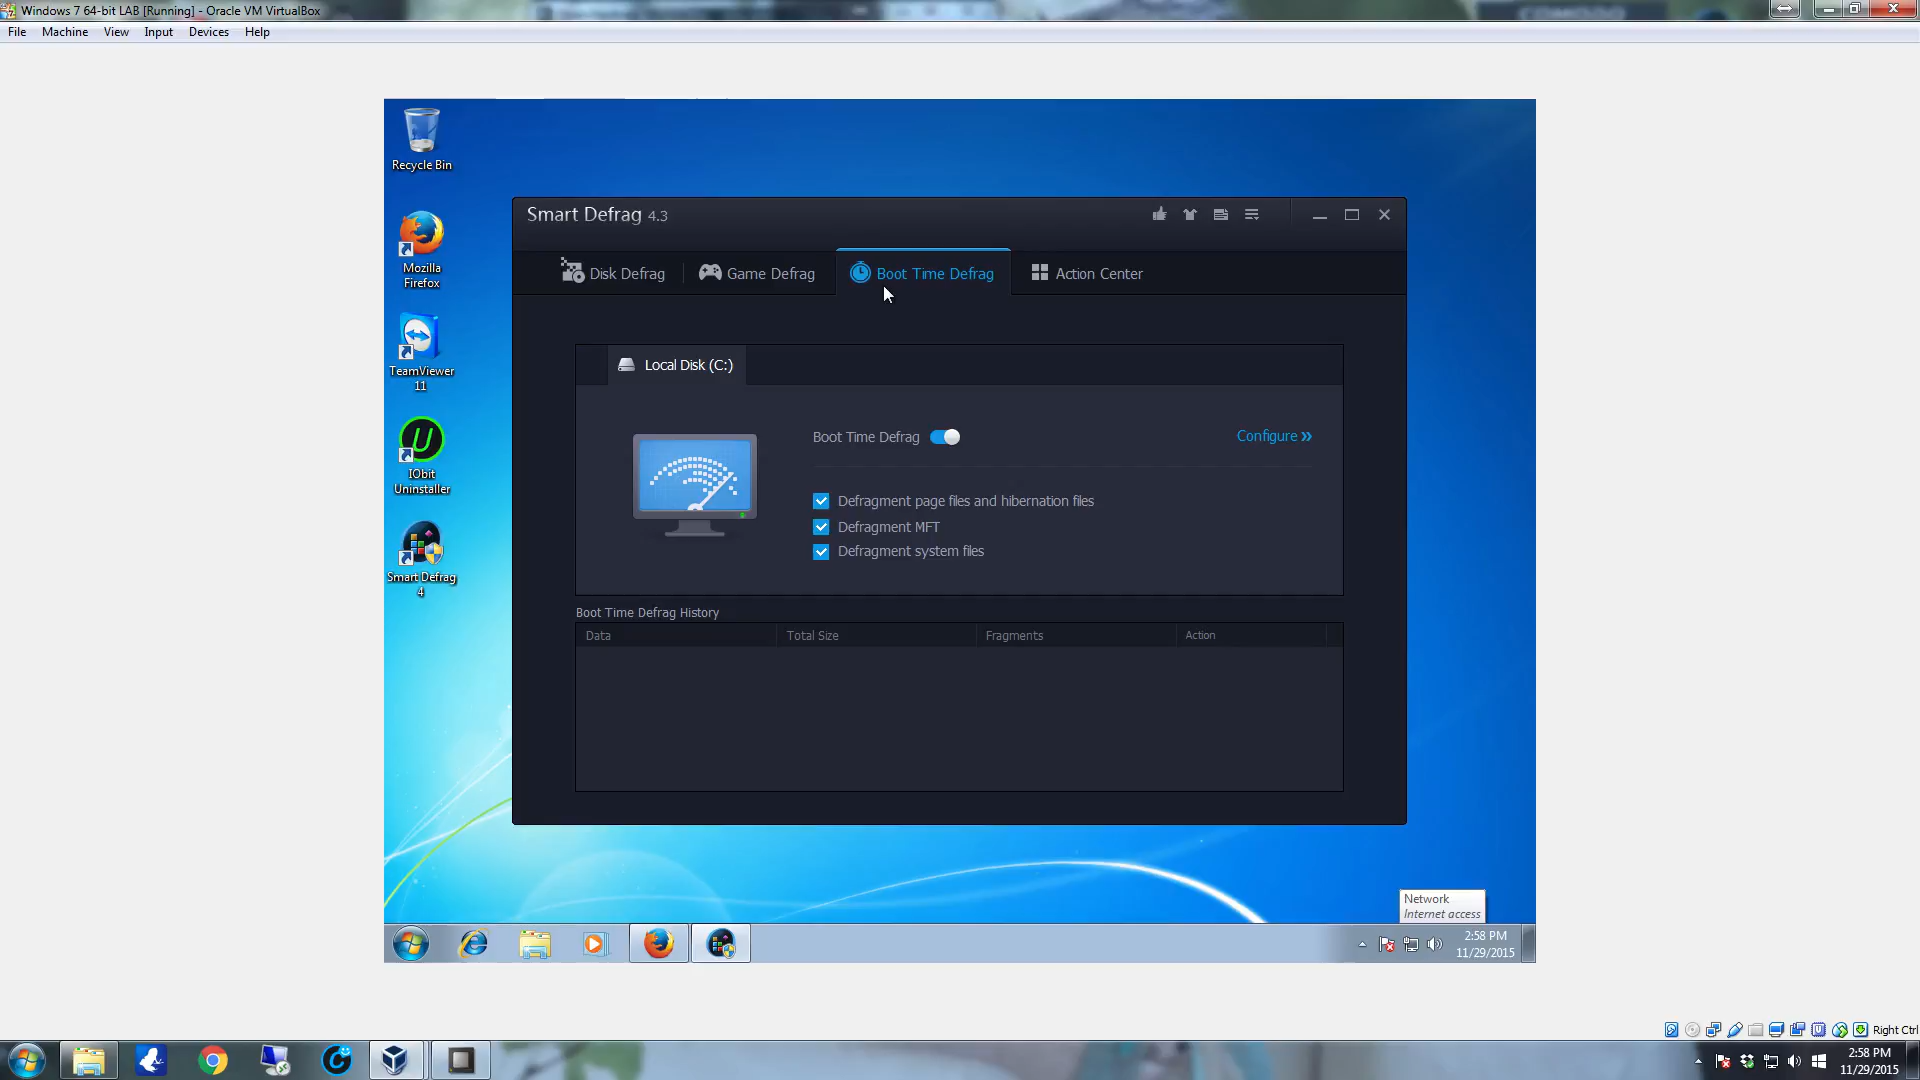 Windows 7 64-bit LAB [Running] - Oracle VM VirtualBox
File Machine View Input Devices Help
Recycle Bin
Mozilla
Firefox
TeamViewer
11
IObit
Uninstaller
Smart Defrag
4
Smart Defrag 4.3
Disk Defrag
Game Defrag
Boot Time Defrag
Action Center
Local Disk (C:)
Boot Time Defrag
Configure »
Defragment page files and hibernation files
Defragment MFT
Defragment system files
Boot Time Defrag History
Data Total Size Fragments Action
Network
Internet access
2:58 PM
11/29/2015
Right Ctrl
2:58 PM
11/29/2015